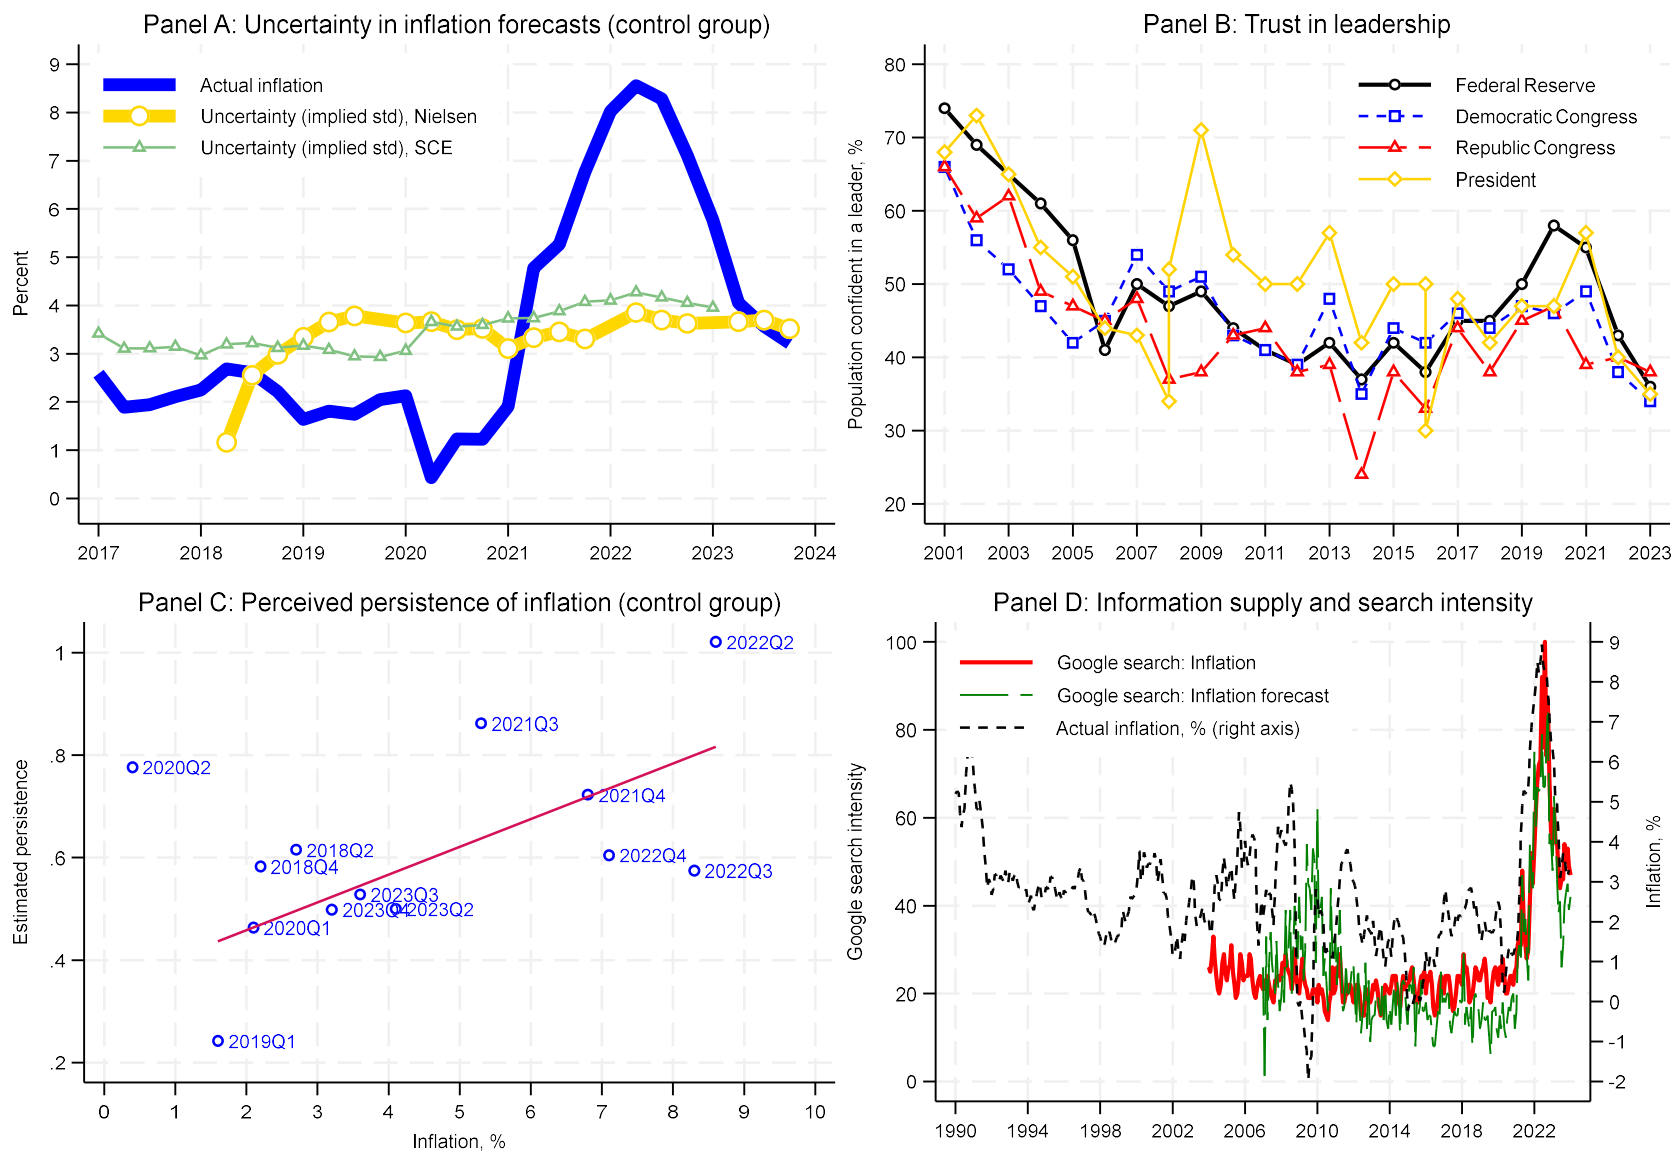 Panel A: Uncertainty in inflation forecasts (control group)
9
8
7
6
5
4
3
2
1
0
Percent
Actual inflation
Uncertainty (implied std), Nielsen
Uncertainty (implied std), SCE
2017 2018 2019 2020 2021 2022 2023 2024
Panel B: Trust in leadership
80
70
60
50
40
30
20
Population confident in a leader, %
Federal Reserve
Democratic Congress
Republic Congress
President
2001 2003 2005 2007 2009 2011 2013 2015 2017 2019 2021 2023
Panel C: Perceived persistence of inflation (control group)
1
.8
.6
.4
.2
Estimated persistence
2022Q2
2021Q3
2020Q2
2021Q4
2018Q2
2022Q4
2018Q4
2022Q3
2023Q3
2023Q4
2023Q2
2020Q1
2019Q1
0 1 2 3 4 5 6 7 8 9 10
Inflation, %
Panel D: Information supply and search intensity
100
80
60
40
20
0
Google search intensity
Google search: Inflation
Google search: Inflation forecast
Actual inflation, % (right axis)
9
8
7
6
5
4
3
2
1
0
-1
-2
Inflation, %
1990 1994 1998 2002 2006 2010 2014 2018 2022